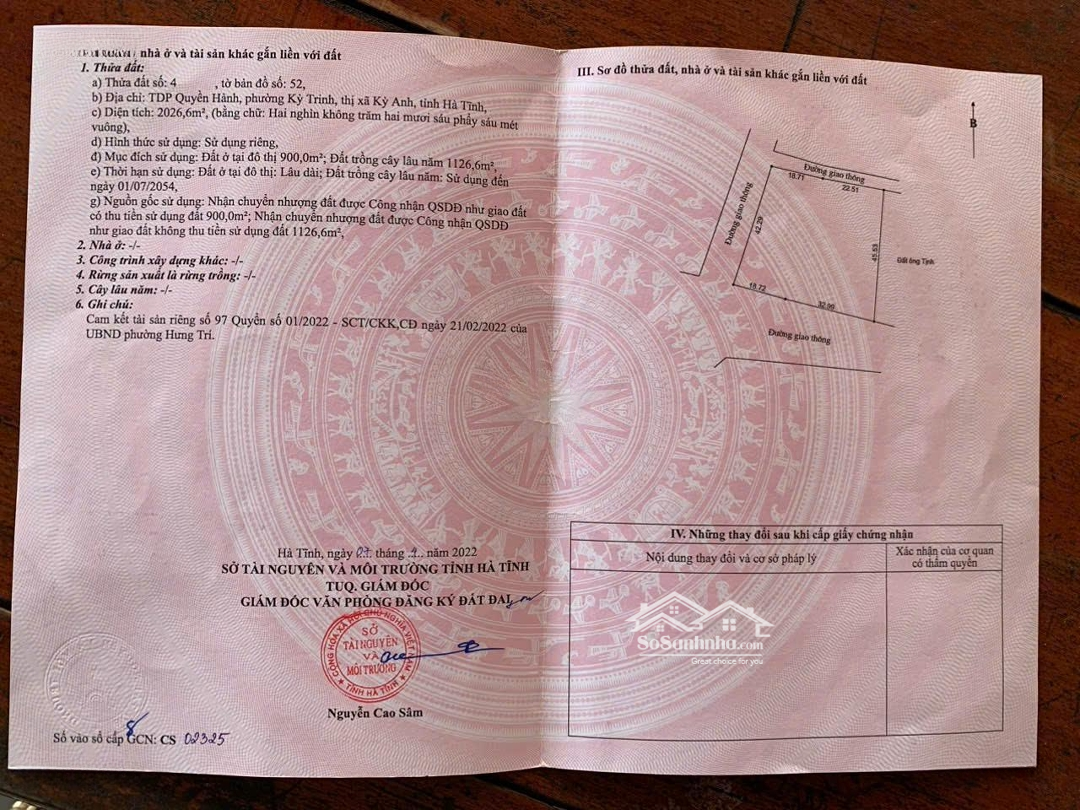 nhà ở và tài sản khác gắn liền với đất
1. Thửa đất:
a) Thửa đất số: 4 , tờ bản đồ số: 52,
b) Địa chỉ: TDP Quyền Hành, phường Kỳ Trinh, thị xã Kỳ Anh, tỉnh Hà Tĩnh,
c) Diện tích: 2026,6m², (bằng chữ: Hai nghìn không trăm hai mươi sáu phẩy sáu mét
vuông),
d) Hình thức sử dụng: Sử dụng riêng,
đ) Mục đích sử dụng: Đất ở tại đô thị 900,0m²; Đất trồng cây lâu năm 1126,6m²,
e) Thời hạn sử dụng: Đất ở tại đô thị: Lâu dài; Đất trồng cây lâu năm: Sử dụng đến
ngày 01/07/2054,
g) Nguồn gốc sử dụng: Nhận chuyển nhượng đất được Công nhận QSDĐ như giao đất
có thu tiền sử dụng đất 900,0m²; Nhận chuyển nhượng đất được Công nhận QSDĐ
như giao đất không thu tiền sử dụng đất 1126,6m²,
2. Nhà ở: -/-
3. Công trình xây dựng khác: -/-
4. Rừng sản xuất là rừng trồng: -/-
5. Cây lâu năm: -/-
6. Ghi chú:
Cam kết tài sản riêng số 97 Quyển số 01/2022 - SCT/CKK,CĐ ngày 21/02/2022 của
UBND phường Hưng Trí.
Hà Tĩnh, ngày tháng năm 2022
SỞ TÀI NGUYÊN VÀ MÔI TRƯỜNG TỈNH HÀ TĨNH
TUQ. GIÁM ĐỐC
GIÁM ĐỐC VĂN PHÒNG ĐĂNG KÝ ĐẤT ĐAI
CỘNG HÒA XÃ HỘI CHỦ NGHĨA VIỆT NAM
SỞ
TÀI NGUYÊN
VÀ
MÔI TRƯỜNG
★ TỈNH HÀ TĨNH ★
Nguyễn Cao Sâm
Số vào sổ cấp GCN: CS 02325
III. Sơ đồ thửa đất, nhà ở và tài sản khác gắn liền với đất
B
Đường giao thông
18.71
22.51
Đường giao thông
42.29
45.53
Đất ông Tịnh
18.72
32.96
Đường giao thông
IV. Những thay đổi sau khi cấp giấy chứng nhận
Nội dung thay đổi và cơ sở pháp lý
Xác nhận của cơ quan
có thẩm quyền
SoSanhnha.com
Great choice for you